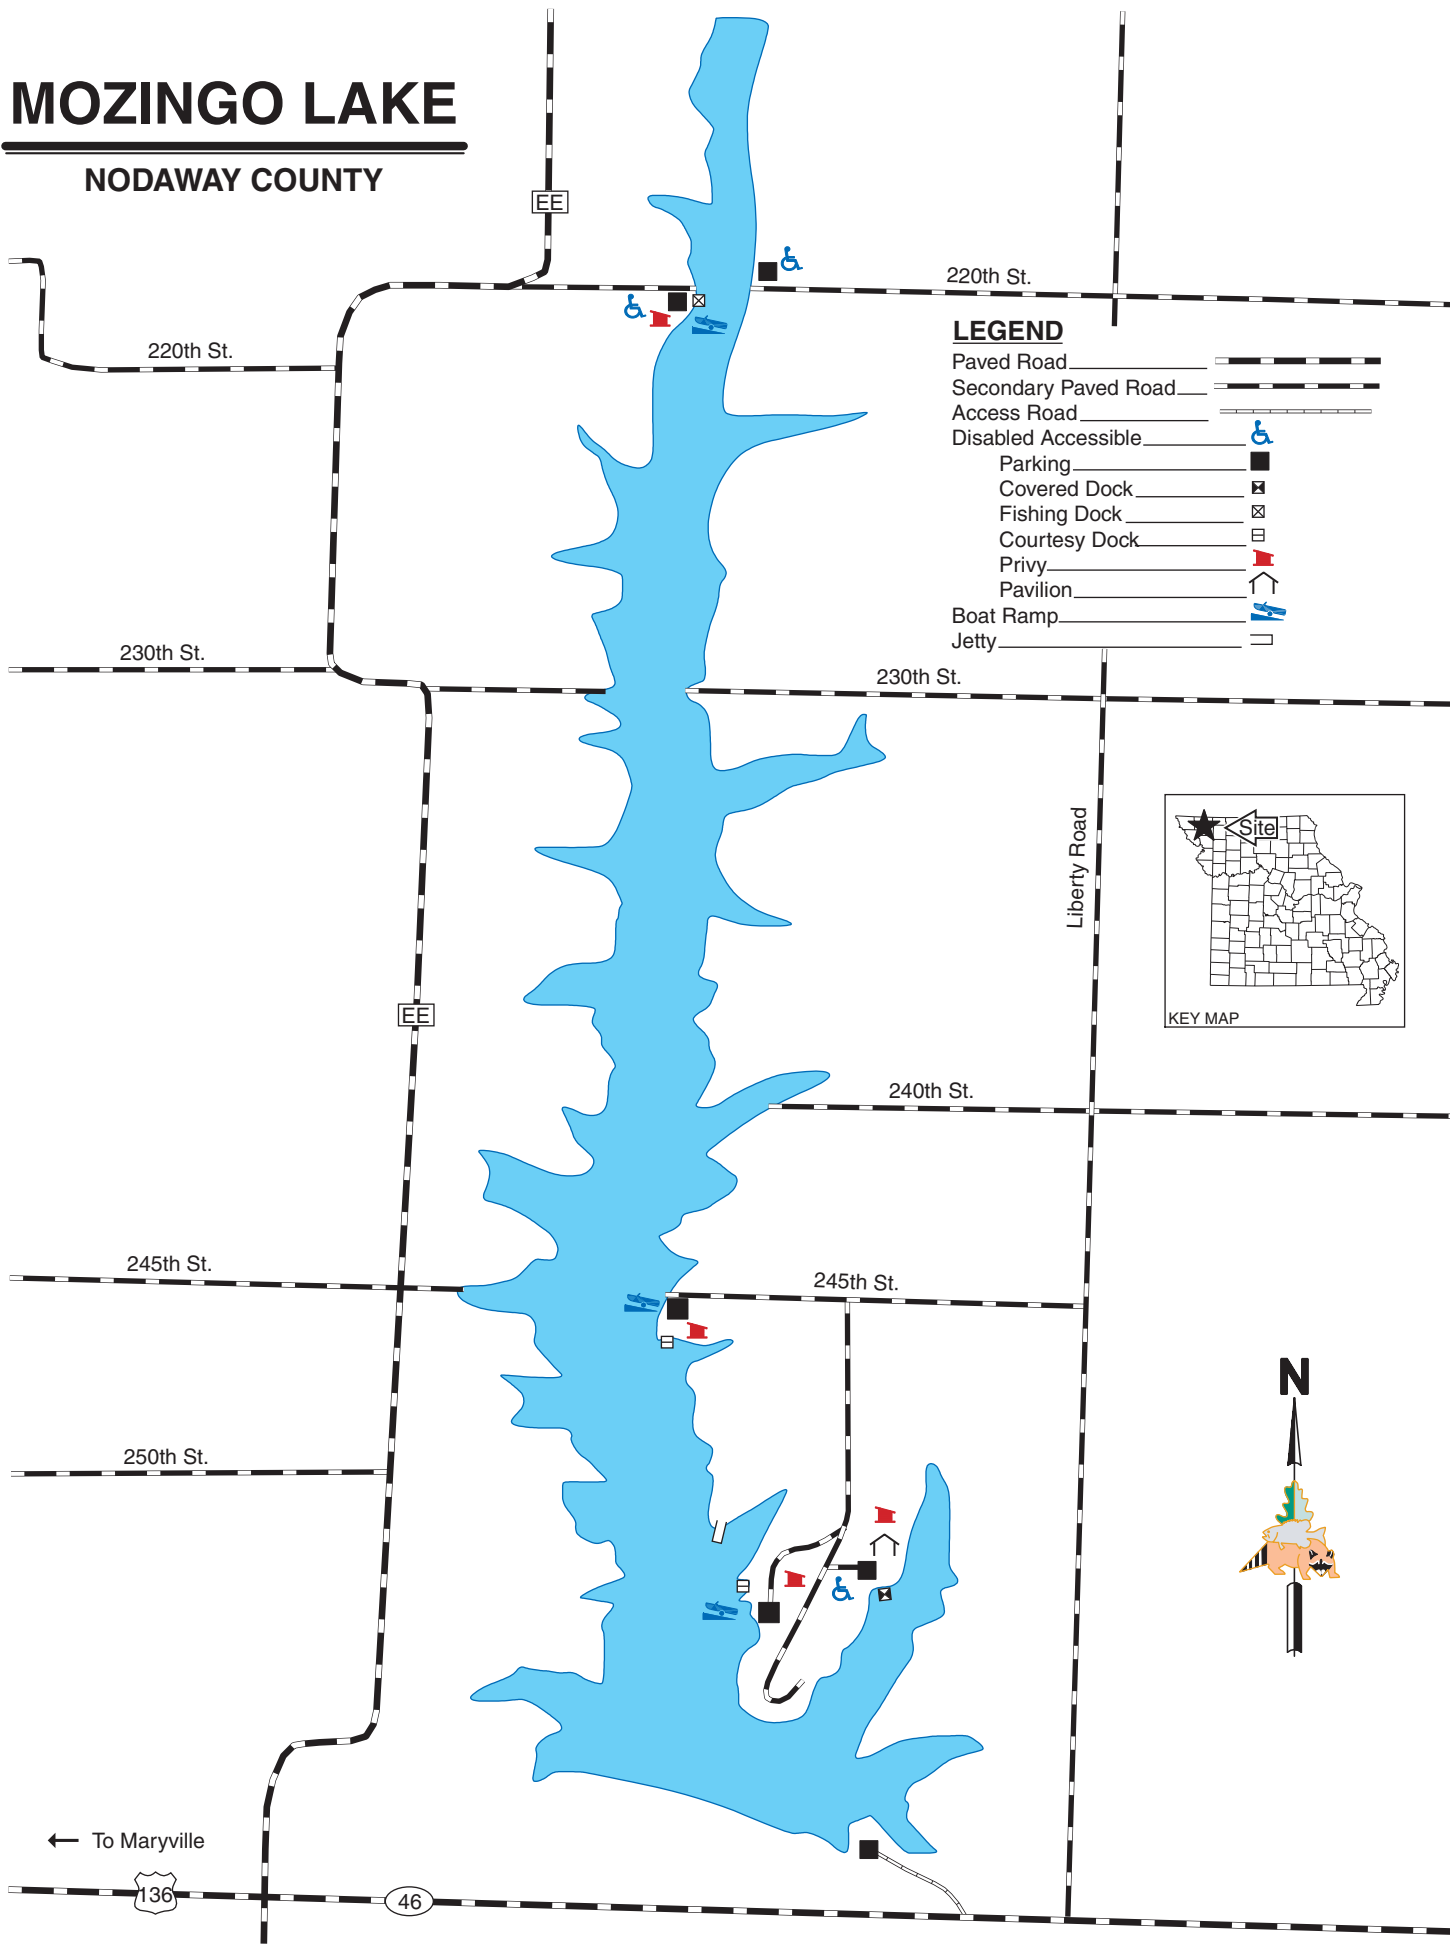 MOZINGO LAKE
NODAWAY COUNTY
EE
220th St.
220th St.
LEGEND
Paved Road
Secondary Paved Road
Access Road
Disabled Accessible
Parking
Covered Dock
Fishing Dock
Courtesy Dock
Privy
Pavilion
Boat Ramp
Jetty
230th St.
230th St.
Liberty Road
Site
KEY MAP
EE
240th St.
245th St.
245th St.
N
250th St.
To Maryville
136
46